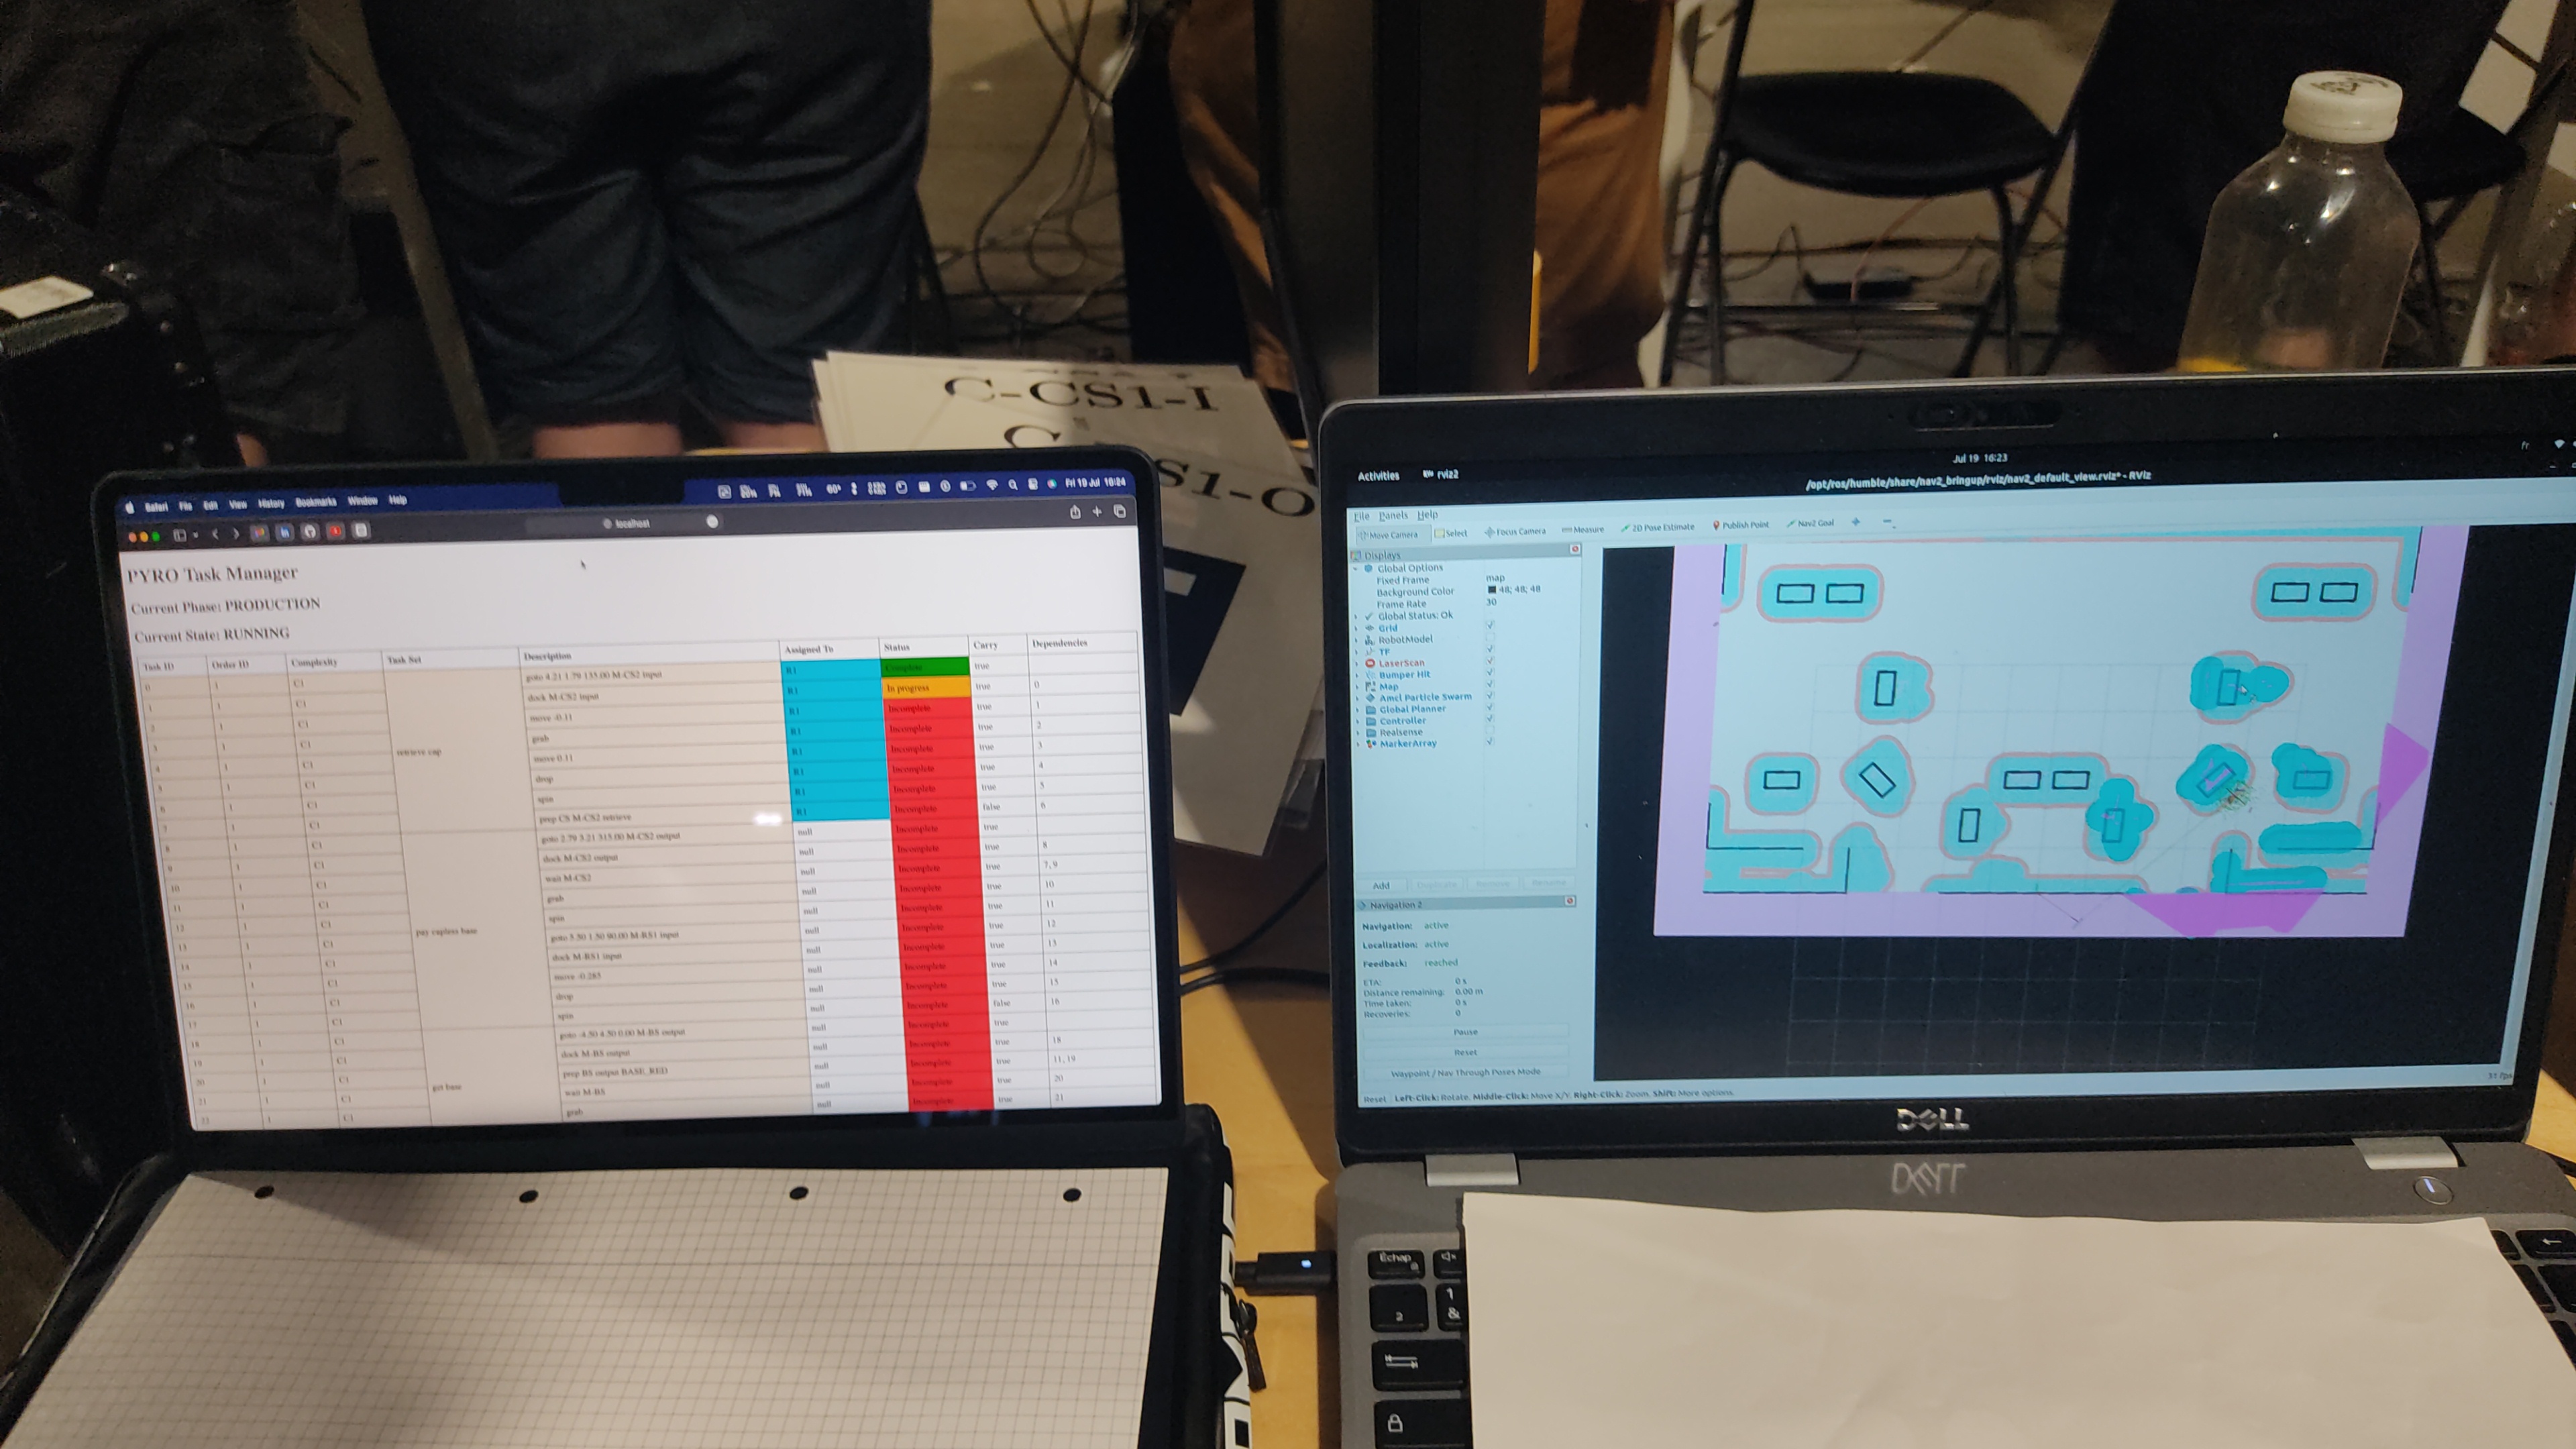 C-CS1-I
S1-O
Safari File Edit View History Bookmarks Window Help
Fri 19 Jul 16:24
localhost
PYRO Task Manager
Current Phase: PRODUCTION
Current State: RUNNING
Task ID Order ID Complexity Task Set Description Assigned To Status Carry Dependencies
0 1 C1 retrieve cap goto 4.21 1.79 135.00 M-CS2 input R1 Complete true
1 1 C1 dock M-CS2 input R1 In progress true 0
2 1 C1 move -0.11 R1 Incomplete true 1
3 1 C1 grab R1 Incomplete true 2
4 1 C1 move 0.11 R1 Incomplete true 3
5 1 C1 drop R1 Incomplete true 4
6 1 C1 spin R1 Incomplete true 5
7 1 C1 prep CS M-CS2 retrieve R1 Incomplete false 6
8 1 C1 pay capless base goto 2.79 3.21 315.00 M-CS2 output null Incomplete true
9 1 C1 dock M-CS2 output null Incomplete true 8
10 1 C1 wait M-CS2 null Incomplete true 7, 9
11 1 C1 grab null Incomplete true 10
12 1 C1 spin null Incomplete true 11
13 1 C1 goto 5.50 1.50 90.00 M-RS1 input null Incomplete true 12
14 1 C1 dock M-RS1 input null Incomplete true 13
15 1 C1 move -0.285 null Incomplete true 14
16 1 C1 drop null Incomplete true 15
17 1 C1 spin null Incomplete false 16
18 1 C1 get base goto -4.50 4.50 0.00 M-BS output null Incomplete true
19 1 C1 dock M-BS output null Incomplete true 18
20 1 C1 prep BS output BASE_RED null Incomplete true 11, 19
21 1 C1 wait M-BS null Incomplete true 20
grab null Incomplete true 21
Activities rviz2
Jul 19 16:23
fr
/opt/ros/humble/share/nav2_bringup/rviz/nav2_default_view.rviz* - RViz
File Panels Help
Move Camera Select Focus Camera Measure 2D Pose Estimate Publish Point Nav2 Goal
Displays
Global Options
Fixed Frame map
Background Color 48; 48; 48
Frame Rate 30
Global Status: Ok
Grid
RobotModel
TF
LaserScan
Bumper Hit
Map
Amcl Particle Swarm
Global Planner
Controller
Realsense
MarkerArray
Add Duplicate Remove Rename
Navigation 2
Navigation: active
Localization: active
Feedback: reached
ETA: 0 s
Distance remaining: 0.00 m
Time taken: 0 s
Recoveries: 0
Pause
Reset
Waypoint / Nav Through Poses Mode
Reset Left-Click: Rotate. Middle-Click: Move X/Y. Right-Click: Zoom. Shift: More options.
31 fps
DELL
DELL
Échap
1
&
2